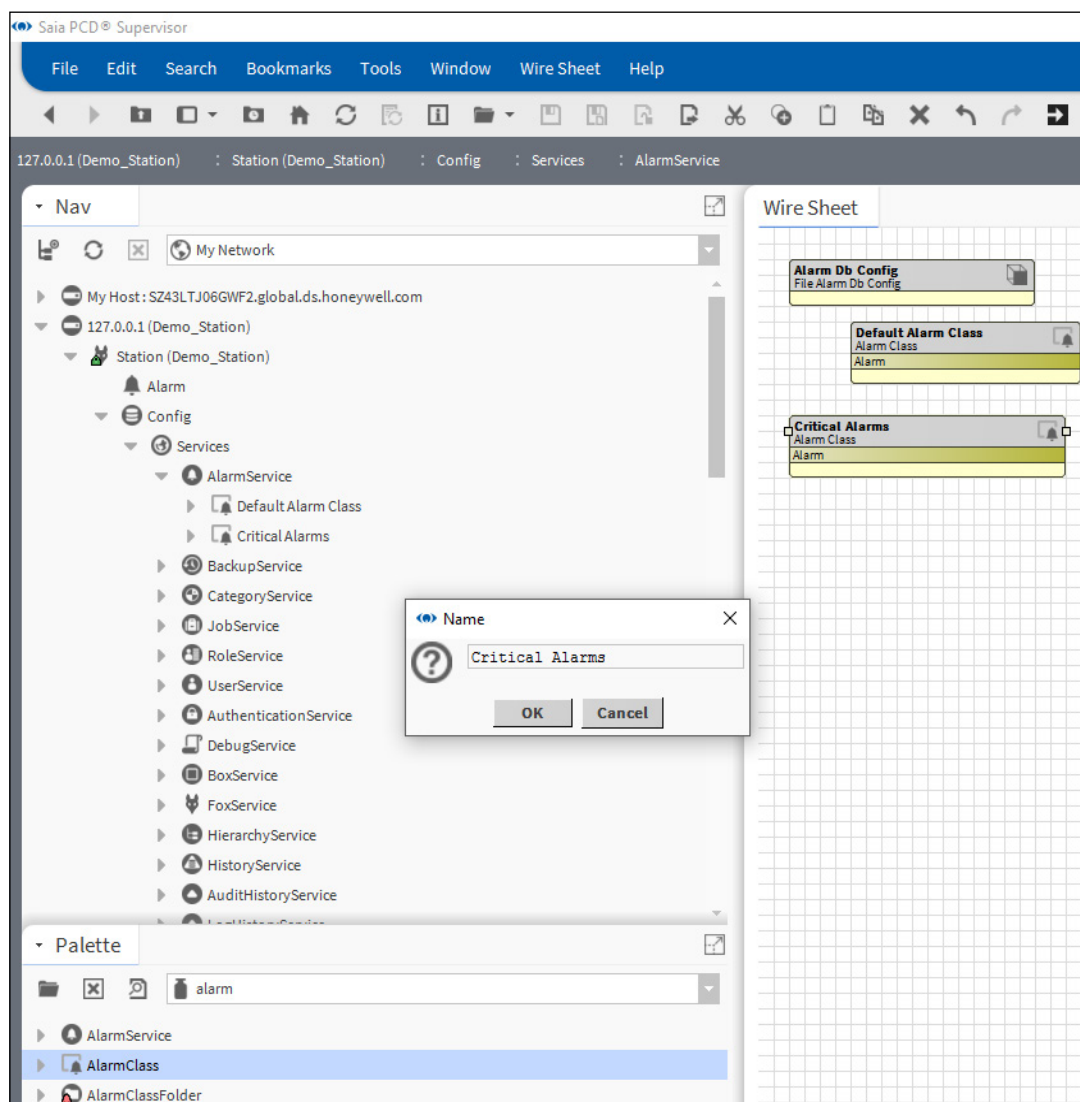 Saia PCD® Supervisor
File Edit Search Bookmarks Tools Window Wire Sheet Help
127.0.0.1 (Demo_Station) : Station (Demo_Station) : Config : Services : AlarmService
Nav
My Network
My Host : SZ43LTJ06GWF2.global.ds.honeywell.com
127.0.0.1 (Demo_Station)
Station (Demo_Station)
Alarm
Config
Services
AlarmService
Default Alarm Class
Critical Alarms
BackupService
CategoryService
JobService
RoleService
UserService
AuthenticationService
DebugService
BoxService
FoxService
HierarchyService
HistoryService
AuditHistoryService
Palette
alarm
AlarmService
AlarmClass
AlarmClassFolder
Wire Sheet
Alarm Db Config
File Alarm Db Config
Default Alarm Class
Alarm Class
Alarm
Critical Alarms
Alarm Class
Alarm
Name
Critical Alarms
OK Cancel